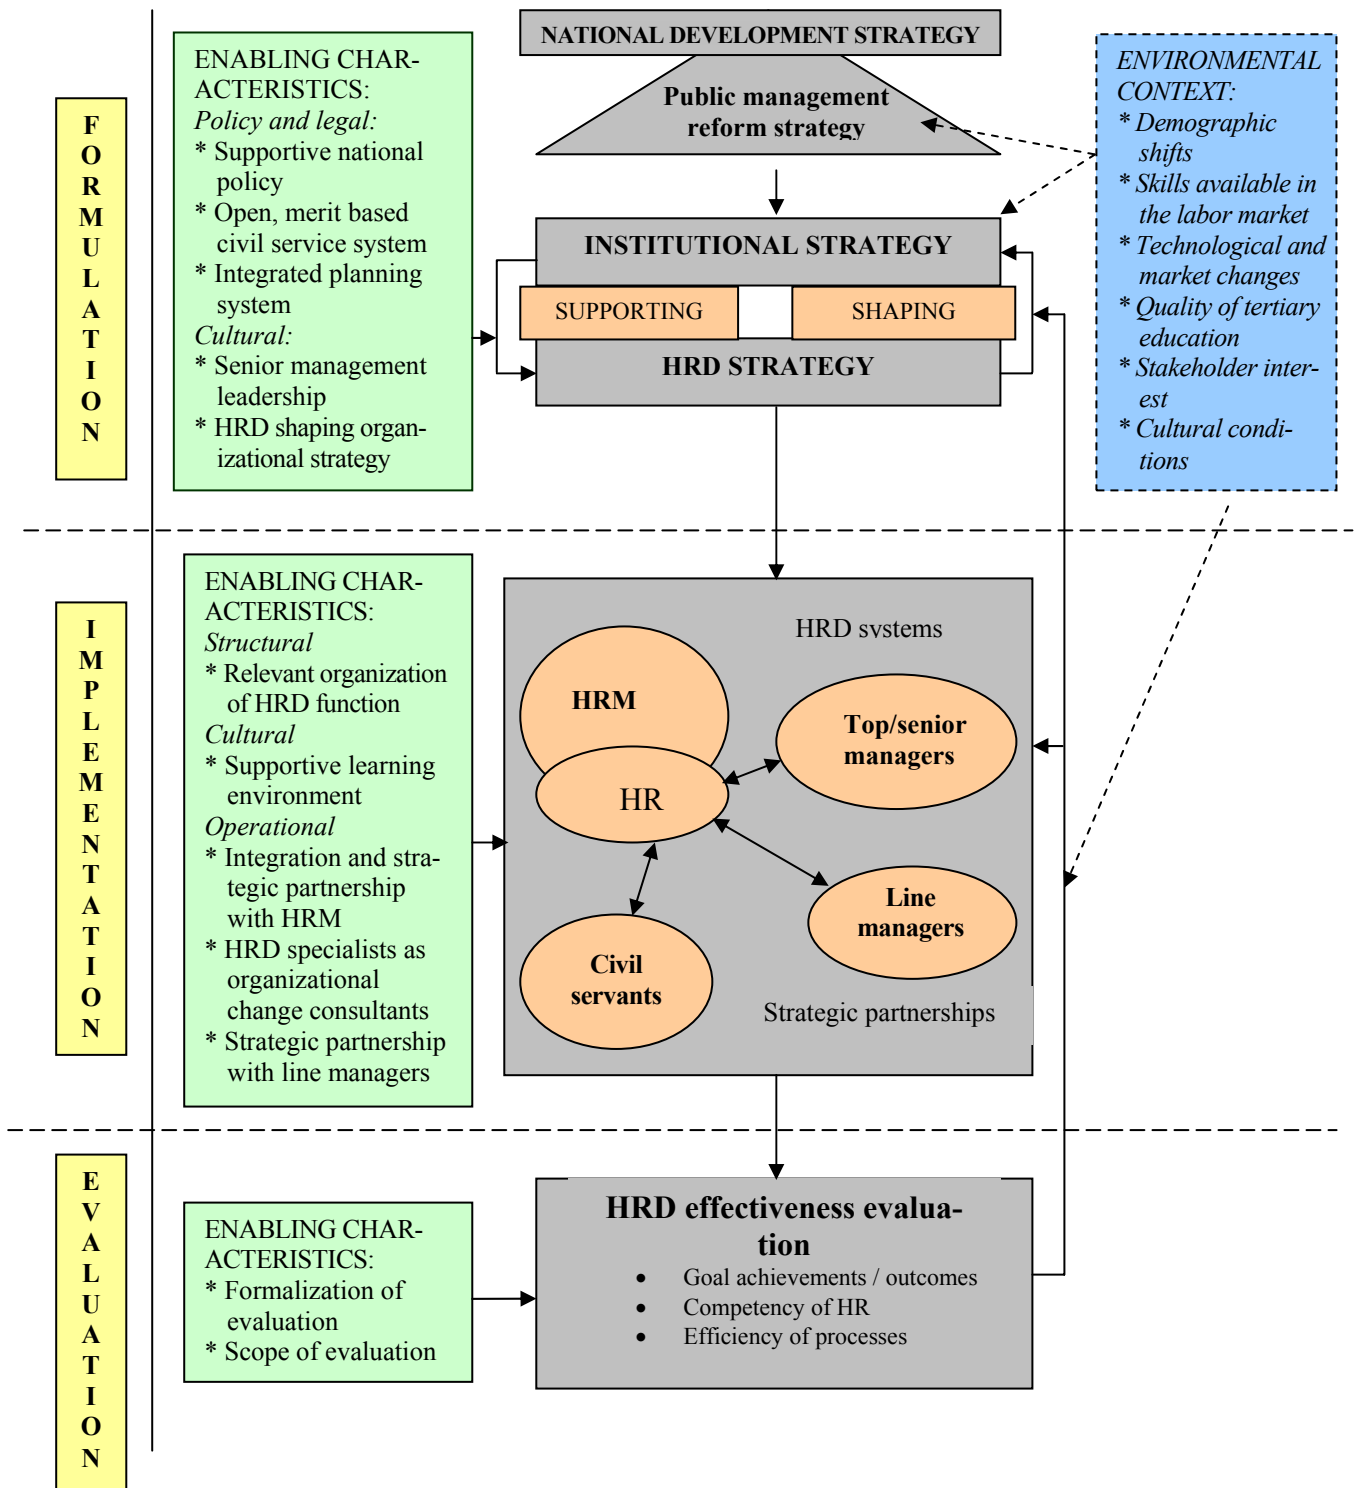 NATIONAL DEVELOPMENT STRATEGY
Public management
reform strategy
F
O
R
M
U
L
A
T
I
O
N
ENABLING CHAR-
ACTERISTICS:
Policy and legal:
* Supportive national
policy
* Open, merit based
civil service system
* Integrated planning
system
Cultural:
* Senior management
leadership
* HRD shaping organ-
izational strategy
INSTITUTIONAL STRATEGY
SUPPORTING
SHAPING
HRD STRATEGY
ENVIRONMENTAL
CONTEXT:
* Demographic
shifts
* Skills available in
the labor market
* Technological and
market changes
* Quality of tertiary
education
* Stakeholder inter-
est
* Cultural condi-
tions
I
M
P
L
E
M
E
N
T
A
T
I
O
N
ENABLING CHAR-
ACTERISTICS:
Structural
* Relevant organization
of HRD function
Cultural
* Supportive learning
environment
Operational
* Integration and stra-
tegic partnership
with HRM
* HRD specialists as
organizational
change consultants
* Strategic partnership
with line managers
HRD systems
HRM
HR
Top/senior
managers
Line
managers
Civil
servants
Strategic partnerships
E
V
A
L
U
A
T
I
O
N
ENABLING CHAR-
ACTERISTICS:
* Formalization of
evaluation
* Scope of evaluation
HRD effectiveness evalua-
tion
• Goal achievements / outcomes
• Competency of HR
• Efficiency of processes